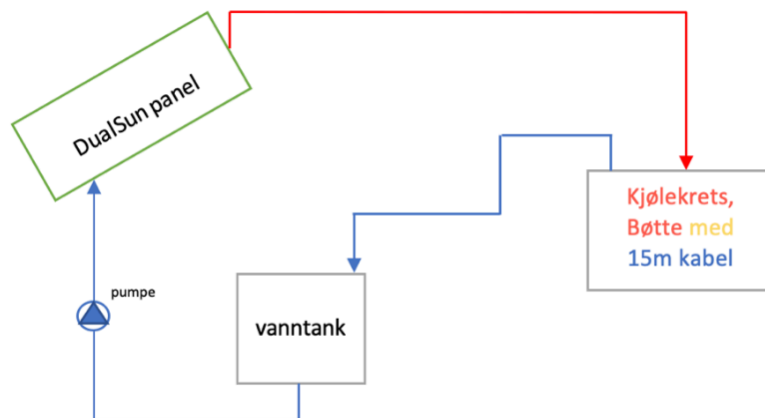 DualSun panel
Kjølekrets,
Bøtte med
15m kabel
pumpe
vanntank